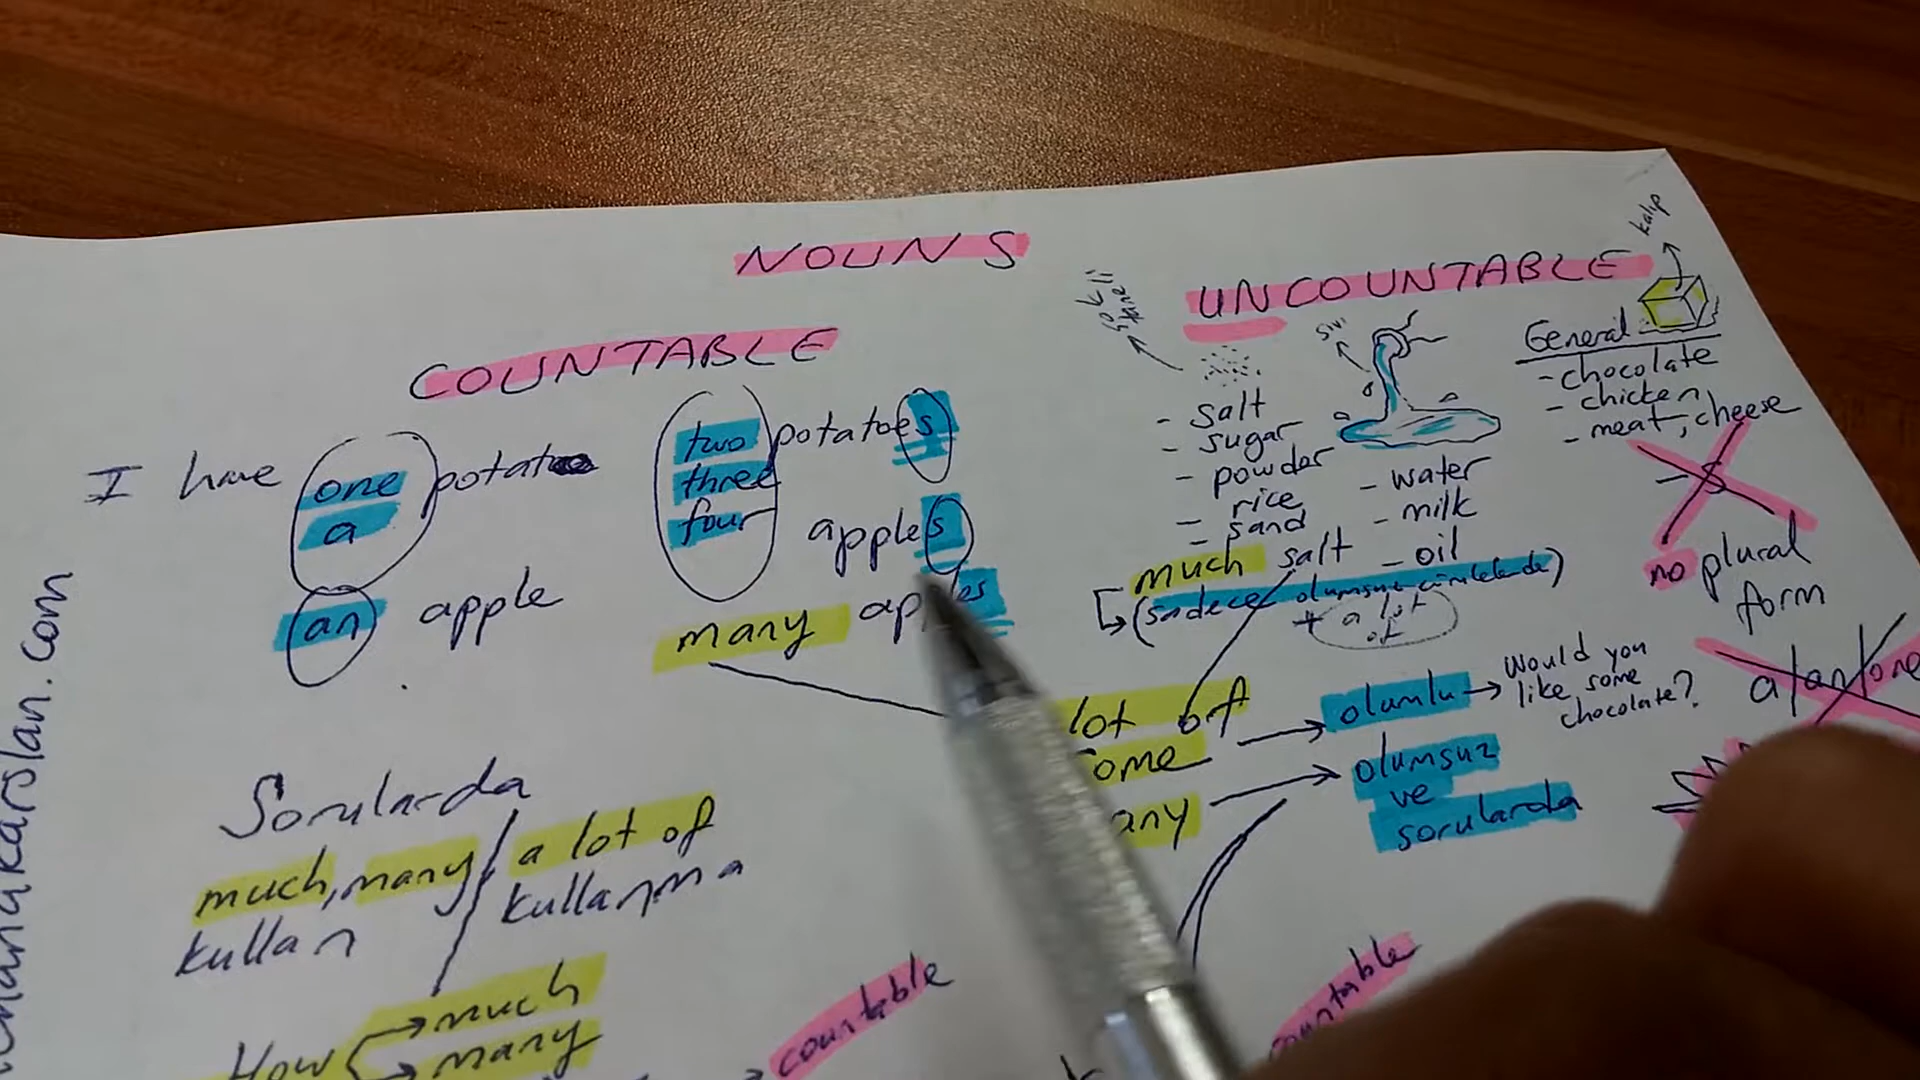 NOUNS
COUNTABLE
I have one potato
a
an apple
two potatoes
three
four apples
many apples
UNCOUNTABLE
- salt
- sugar
- powder
- rice
- sand
sıvı
- water
- milk
- oil
kalıp
General
- chocolate
- chicken
- meat, cheese
- s
no plural
form
a/an/one
much salt
(sadece olumsuz cümlelerde)
+ a lot
of
lot of
some
any
olumlu → Would you
like some
chocolate?
olumsuz
ve
sorularda
Sorularda
much, many / a lot of
kullan kullanma
How → much
→ many
countable
countable